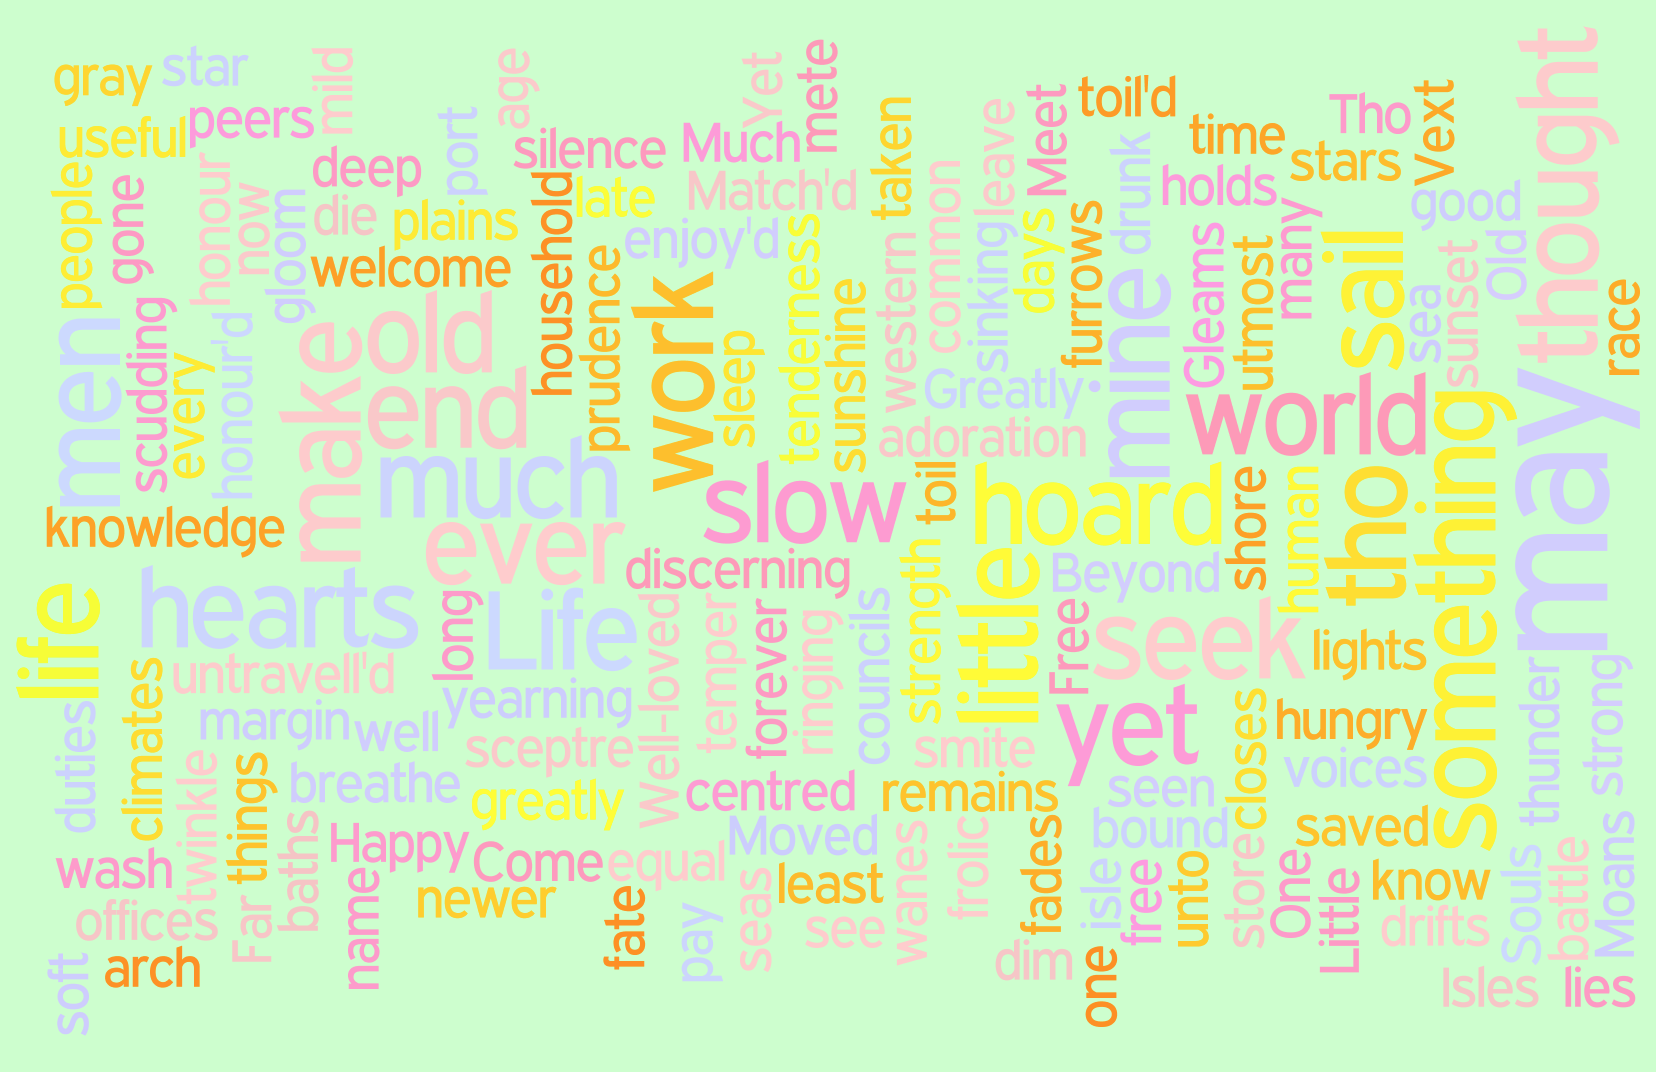 gray
star
mild
age
Yet
mete
toil'd
Tho
Vext
thought
useful
peers
port
silence
Much
taken
leave
Meet
time
stars
people
gone
honour
now
gloom
deep
die
plains
welcome
household
late
Match'd
enjoy'd
tenderness
western
common
sinking
days
furrows
drunk
holds
Gleams
utmost
many
sail
good
Old
sea
sunset
race
men
scudding
every
honour'd
make
old
end
prudence
work
sleep
sunshine
Greatly
adoration
mine
world
something
may
knowledge
much
ever
slow
toil
hoard
shore
human
tho
life
hearts
long
Life
discerning
Well-loved
temper
forever
ringing
councils
strength
little
Beyond
Free
seek
lights
untravell'd
climates
duties
margin
well
yearning
sceptre
smite
yet
closes
hungry
thunder
strong
twinkle
things
breathe
greatly
centred
remains
seen
voices
baths
Happy
Come
equal
Moved
bound
saved
wash
name
newer
fate
pay
seas
least
see
wanes
frolic
fadess
isle
free
unto
store
One
Little
know
drifts
Souls
battle
Moans
offices
Far
arch
soft
dim
one
Isles
lies